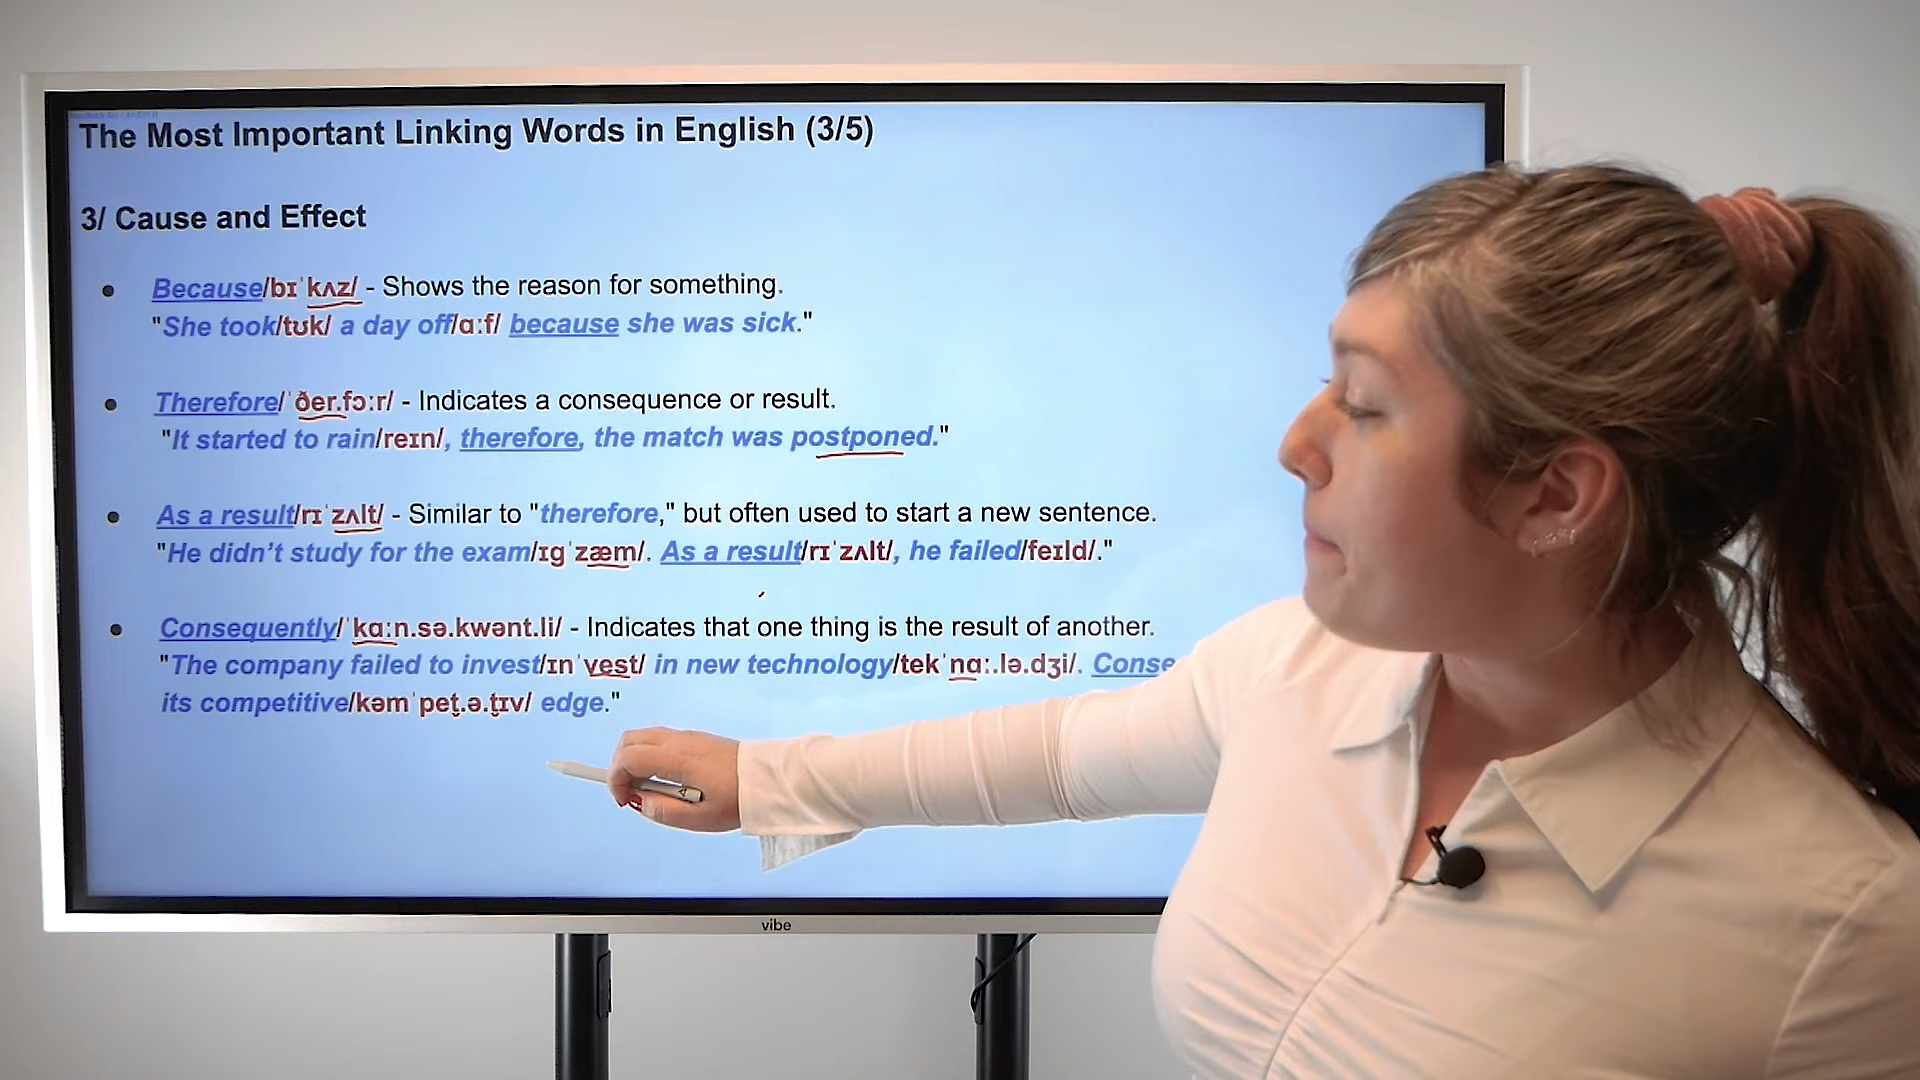 The Most Important Linking Words in English (3/5)
3/ Cause and Effect
● Because/bɪˈkʌz/ - Shows the reason for something.
"She took/tʊk/ a day off/ɑːf/ because she was sick."
● Therefore/ˈðer.fɔːr/ - Indicates a consequence or result.
"It started to rain/reɪn/, therefore, the match was postponed."
● As a result/rɪˈzʌlt/ - Similar to "therefore," but often used to start a new sentence.
"He didn’t study for the exam/ɪɡˈzæm/. As a result/rɪˈzʌlt/, he failed/feɪld/."
● Consequently/ˈkɑːn.sə.kwənt.li/ - Indicates that one thing is the result of another.
"The company failed to invest/ɪnˈvest/ in new technology/tekˈnɑː.lə.dʒi/. Conse
its competitive/kəmˈpet̬.ə.t̬ɪv/ edge."
vibe